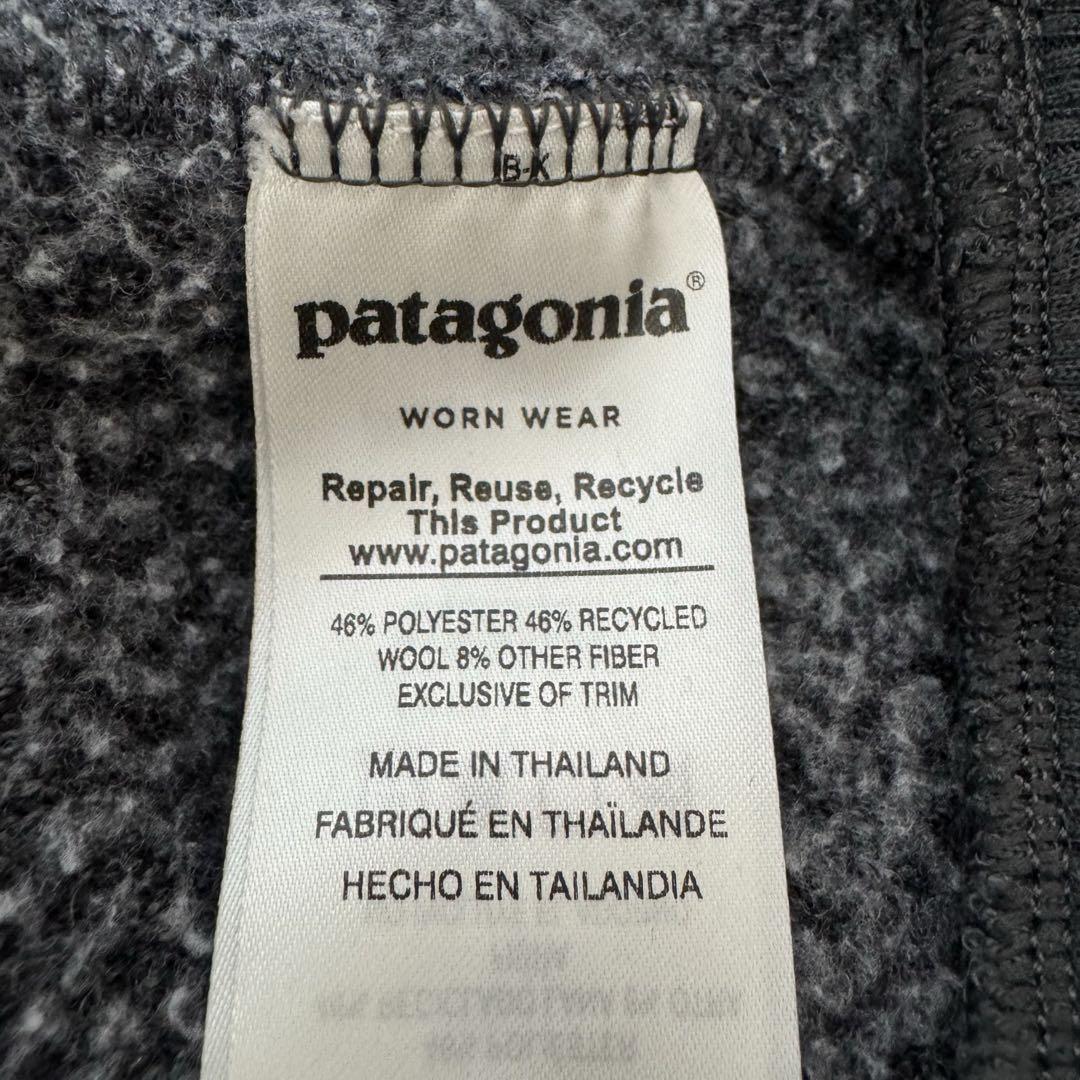 B-K
patagonia®
WORN WEAR
Repair, Reuse, Recycle
This Product
www.patagonia.com
46% POLYESTER 46% RECYCLED
WOOL 8% OTHER FIBER
EXCLUSIVE OF TRIM
MADE IN THAILAND
FABRIQUÉ EN THAÏLANDE
HECHO EN TAILANDIA